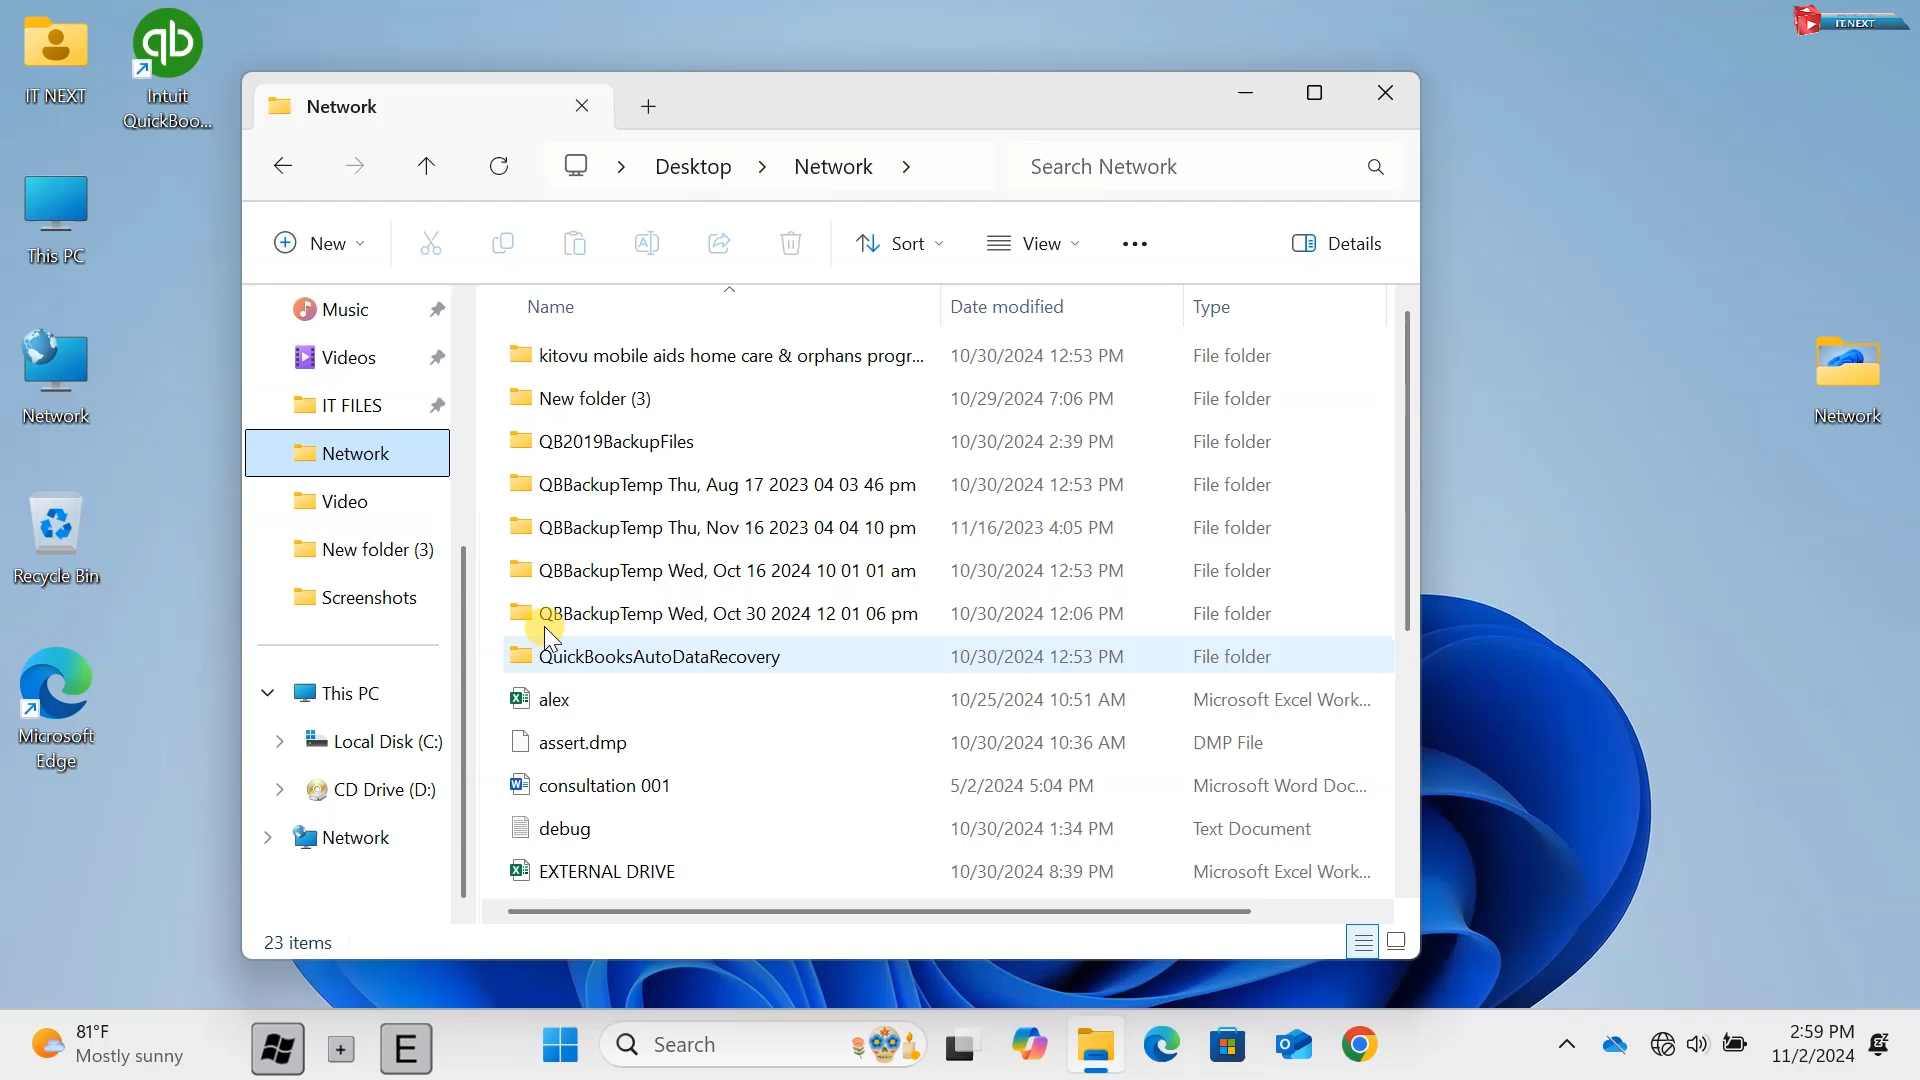 IT NEXT
Intuit
QuickBoo...
This PC
Network
Recycle Bin
Microsoft
Edge
IT.NEXT
Network
Network
Desktop
Network
Search Network
New
Sort
View
Details
Music
Videos
IT FILES
Network
Video
New folder (3)
Screenshots
This PC
Local Disk (C:)
CD Drive (D:)
Network
Name Date modified Type
kitovu mobile aids home care & orphans progr... 10/30/2024 12:53 PM File folder
New folder (3) 10/29/2024 7:06 PM File folder
QB2019BackupFiles 10/30/2024 2:39 PM File folder
QBBackupTemp Thu, Aug 17 2023 04 03 46 pm 10/30/2024 12:53 PM File folder
QBBackupTemp Thu, Nov 16 2023 04 04 10 pm 11/16/2023 4:05 PM File folder
QBBackupTemp Wed, Oct 16 2024 10 01 01 am 10/30/2024 12:53 PM File folder
QBBackupTemp Wed, Oct 30 2024 12 01 06 pm 10/30/2024 12:06 PM File folder
QuickBooksAutoDataRecovery 10/30/2024 12:53 PM File folder
alex 10/25/2024 10:51 AM Microsoft Excel Work...
assert.dmp 10/30/2024 10:36 AM DMP File
consultation 001 5/2/2024 5:04 PM Microsoft Word Doc...
debug 10/30/2024 1:34 PM Text Document
EXTERNAL DRIVE 10/30/2024 8:39 PM Microsoft Excel Work...
23 items
81°F
Mostly sunny
+
E
Search
2:59 PM
11/2/2024